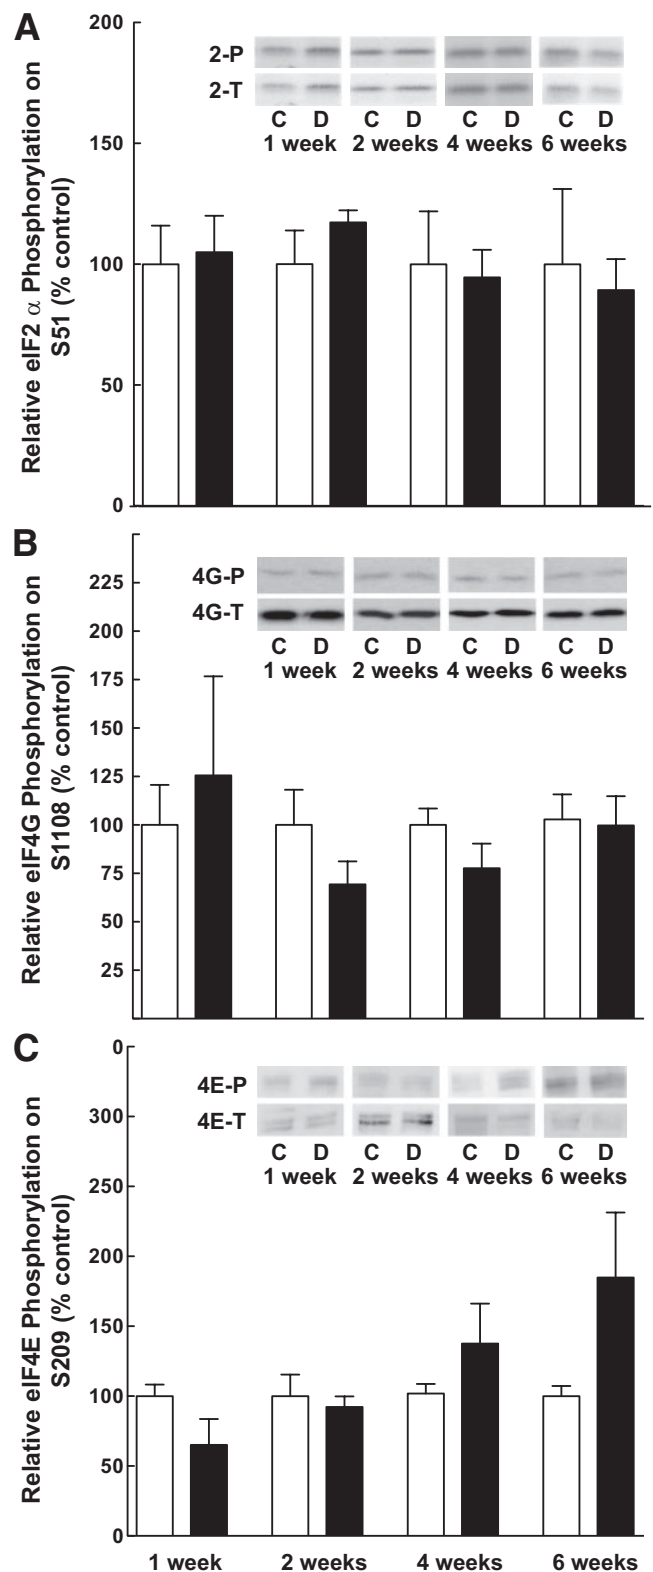 A
Relative eIF2 α Phosphorylation on
S51 (% control)
200
150
100
50
0
2-P
2-T
C D C D C D C D
1 week 2 weeks 4 weeks 6 weeks
B
Relative eIF4G Phosphorylation on
S1108 (% control)
225
200
175
150
125
100
75
50
25
4G-P
4G-T
C D C D C D C D
1 week 2 weeks 4 weeks 6 weeks
C
Relative eIF4E Phosphorylation on
S209 (% control)
0
300
250
200
150
100
50
0
4E-P
4E-T
C D C D C D C D
1 week 2 weeks 4 weeks 6 weeks
1 week 2 weeks 4 weeks 6 weeks